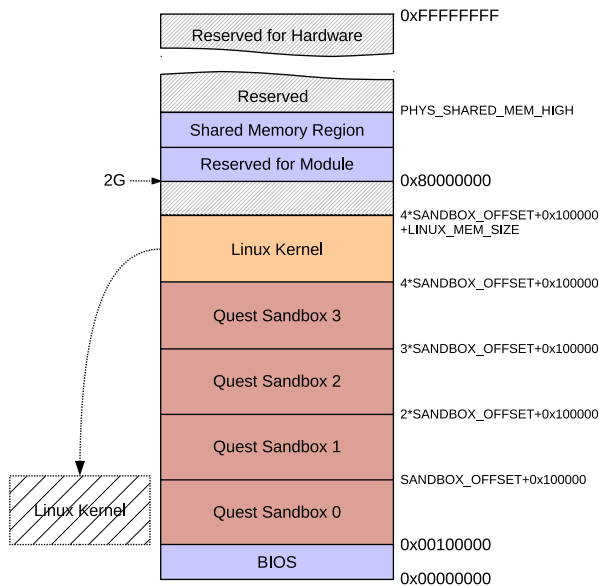 0xFFFFFFFF
Reserved for Hardware
Reserved
PHYS_SHARED_MEM_HIGH
Shared Memory Region
Reserved for Module
2G
0x80000000
4*SANDBOX_OFFSET+0x100000
+LINUX_MEM_SIZE
Linux Kernel
4*SANDBOX_OFFSET+0x100000
Quest Sandbox 3
3*SANDBOX_OFFSET+0x100000
Quest Sandbox 2
2*SANDBOX_OFFSET+0x100000
Quest Sandbox 1
SANDBOX_OFFSET+0x100000
Linux Kernel
Quest Sandbox 0
0x00100000
BIOS
0x00000000